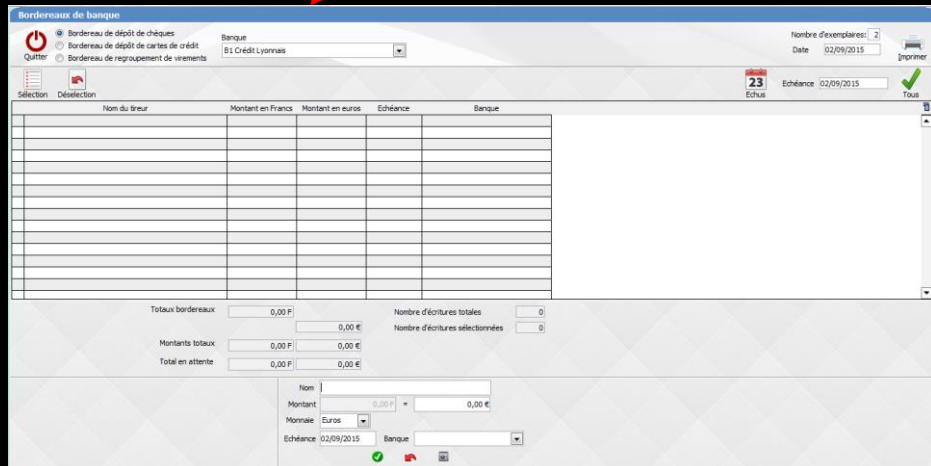 Bordereaux de banque
Quitter
Bordereau de dépôt de chèques
Bordereau de dépôt de cartes de crédit
Bordereau de regroupement de virements
Banque
B1 Crédit Lyonnais
Nombre d'exemplaires: 2
Date 02/09/2015
Imprimer
Sélection Déselection
23
Echus
Echéance 02/09/2015
Tous
Nom du tireur Montant en Francs Montant en euros Echéance Banque
Totaux bordereaux 0,00 F Nombre d'écritures totales 0
0,00 € Nombre d'écritures sélectionnées 0
Montants totaux 0,00 F 0,00 €
Total en attente 0,00 F 0,00 €
Nom
Montant 0,00 F = 0,00 €
Monnaie Euros
Echéance 02/09/2015 Banque